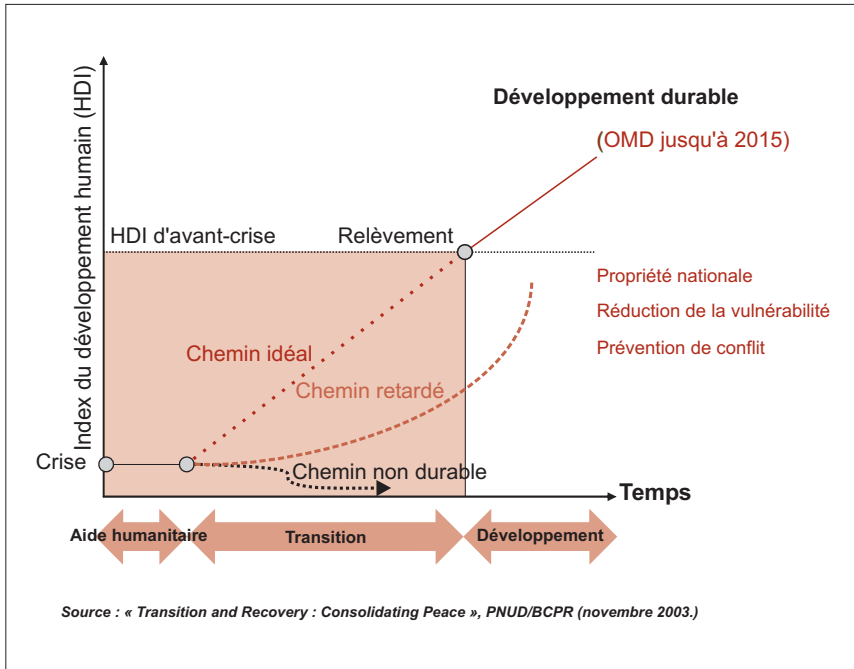 Index du développement humain (HDI)
Développement durable
(OMD jusqu'à 2015)
HDI d'avant-crise
Relèvement
Propriété nationale
Réduction de la vulnérabilité
Prévention de conflit
Chemin idéal
Chemin retardé
Crise
Chemin non durable
Temps
Aide humanitaire
Transition
Développement
Source : « Transition and Recovery : Consolidating Peace », PNUD/BCPR (novembre 2003.)